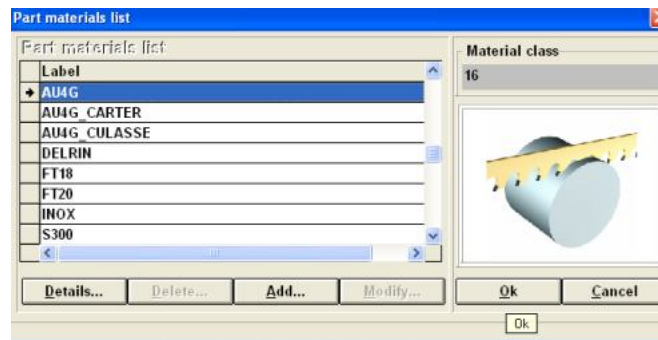 Part materials list
Part materials list
Material class
Label
16
AU4G
AU4G_CARTER
AU4G_CULASSE
DELRIN
FT18
FT20
INOX
S300
Details... Delete... Add... Modify... Ok Cancel
Ok